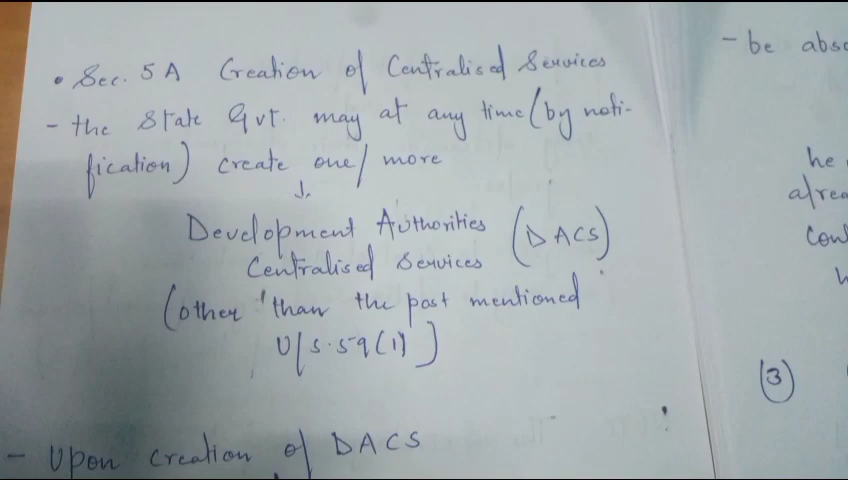 • Sec. 5A Creation of Centralised Services
- the State Gvt. may at any time (by noti-
fication) create one/more
↓
Development Authorities (DACS)
Centralised Services
(other than the post mentioned
U/s.59(1))
- Upon creation of DACS
- be abso
he
alrea
con
(3)